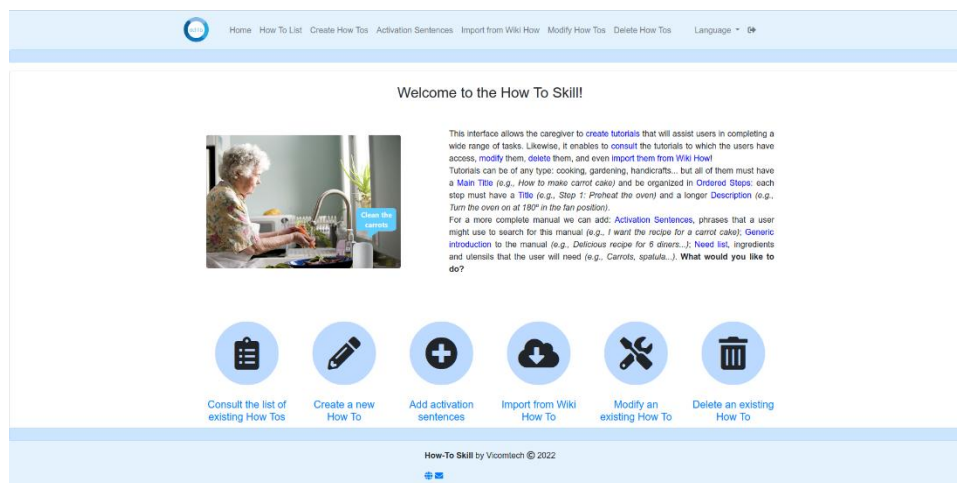 Home How To List Create How Tos Activation Sentences Import from Wiki How Modify How Tos Delete How Tos Language
Welcome to the How To Skill!
This interface allows the caregiver to create tutorials that will assist users in completing a
wide range of tasks. Likewise, it enables to consult the tutorials to which the users have
access, modify them, delete them, and even import them from Wiki How!
Tutorials can be of any type: cooking, gardening, handicrafts... but all of them must have
a Main Title (e.g., How to make carrot cake) and be organized in Ordered Steps: each
step must have a Title (e.g., Step 1: Preheat the oven) and a longer Description (e.g.,
Turn the oven on at 180º in the fan position).
For a more complete manual we can add: Activation Sentences, phrases that a user
might use to search for this manual (e.g., I want the recipe for a carrot cake); Generic
introduction to the manual (e.g., Delicious recipe for 6 diners...); Need list, ingredients
and utensils that the user will need (e.g., Carrots, spatula...). What would you like to
do?
Clean the
carrots
Consult the list of
existing How Tos
Create a new
How To
Add activation
sentences
Import from Wiki
How To
Modify an
existing How To
Delete an existing
How To
How-To Skill by Vicomtech © 2022